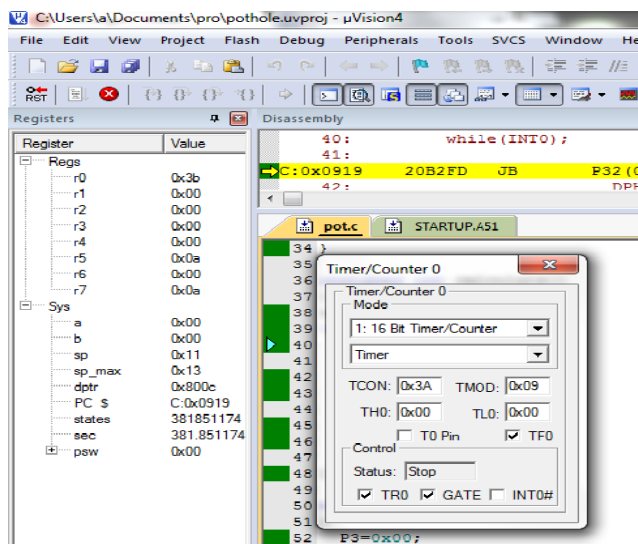 C:\Users\a\Documents\pro\pothole.uvproj - µVision4
File Edit View Project Flash Debug Peripherals Tools SVCS Window He
RST
Registers
Register Value
Regs
r0 0x3b
r1 0x00
r2 0x00
r3 0x00
r4 0x00
r5 0x0a
r6 0x00
r7 0x0a
Sys
a 0x00
b 0x00
sp 0x11
sp_max 0x13
dptr 0x800c
PC $ C:0x0919
states 381851174
sec 381.851174
psw 0x00
Disassembly
40: while(INT0);
41:
C:0x0919 20B2FD JB P32(0
42: DPH
pot.c STARTUP.A51
34 }
35
36
37
38
39
40
41
42
43
44
45
46
47
48
49
50
51
52 P3=0x00;
Timer/Counter 0
Timer/Counter 0
Mode
1: 16 Bit Timer/Counter
Timer
TCON: 0x3A TMOD: 0x09
TH0: 0x00 TL0: 0x00
T0 Pin TF0
Control
Status: Stop
TR0 GATE INT0#